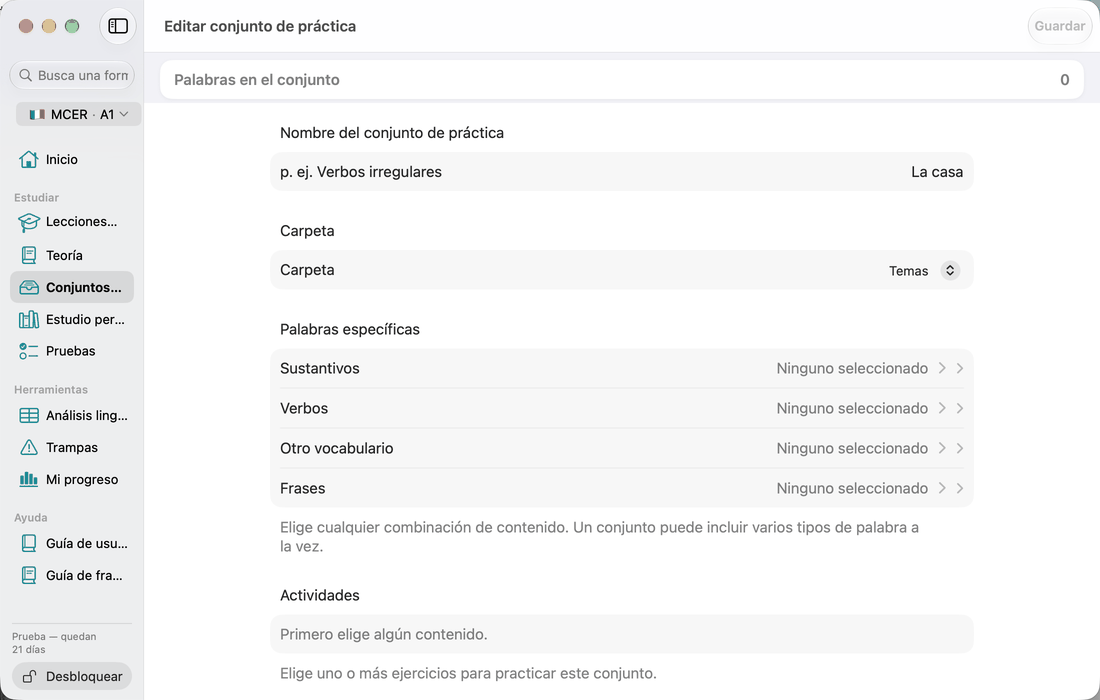 Editar conjunto de práctica
Guardar
Busca una forn
MCER · A1
Inicio
Estudiar
Lecciones...
Teoría
Conjuntos...
Estudio per...
Pruebas
Herramientas
Análisis ling...
Trampas
Mi progreso
Ayuda
Guía de usu...
Guía de fra...
Prueba — quedan
21 días
Desbloquear
Palabras en el conjunto 0
Nombre del conjunto de práctica
p. ej. Verbos irregulares La casa
Carpeta
Carpeta Temas
Palabras específicas
Sustantivos Ninguno seleccionado
Verbos Ninguno seleccionado
Otro vocabulario Ninguno seleccionado
Frases Ninguno seleccionado
Elige cualquier combinación de contenido. Un conjunto puede incluir varios tipos de palabra a
la vez.
Actividades
Primero elige algún contenido.
Elige uno o más ejercicios para practicar este conjunto.